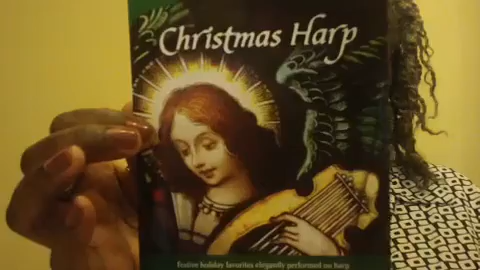 Christmas Harp
Festive holiday favorites elegantly performed on harp